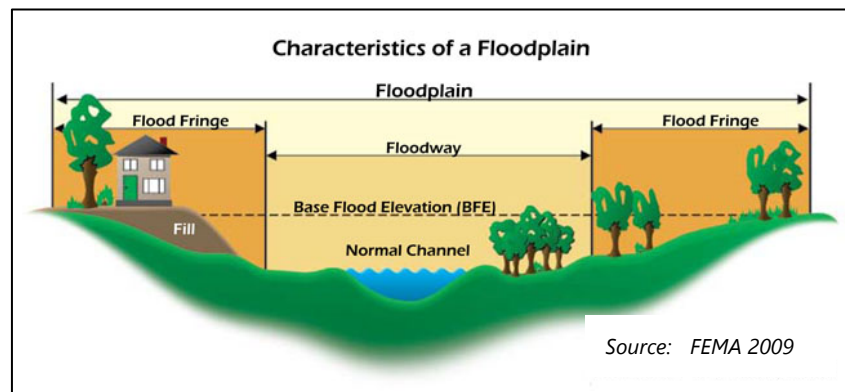 Characteristics of a Floodplain
Floodplain
Flood Fringe
Flood Fringe
Floodway
Base Flood Elevation (BFE)
Fill
Normal Channel
Source: FEMA 2009